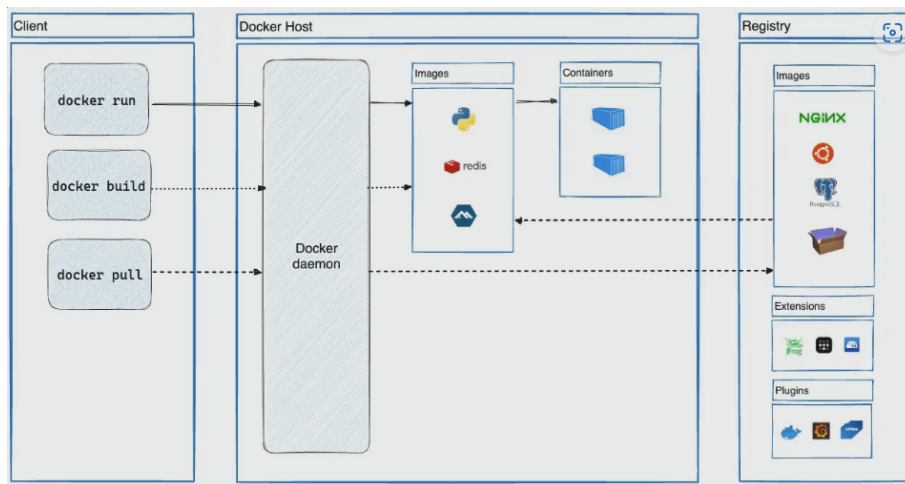 Client
Docker Host
Registry
docker run
docker build
docker pull
Docker
daemon
Images
redis
Containers
Images
NGINX
PostgreSQL
Extensions
JFrog
Plugins